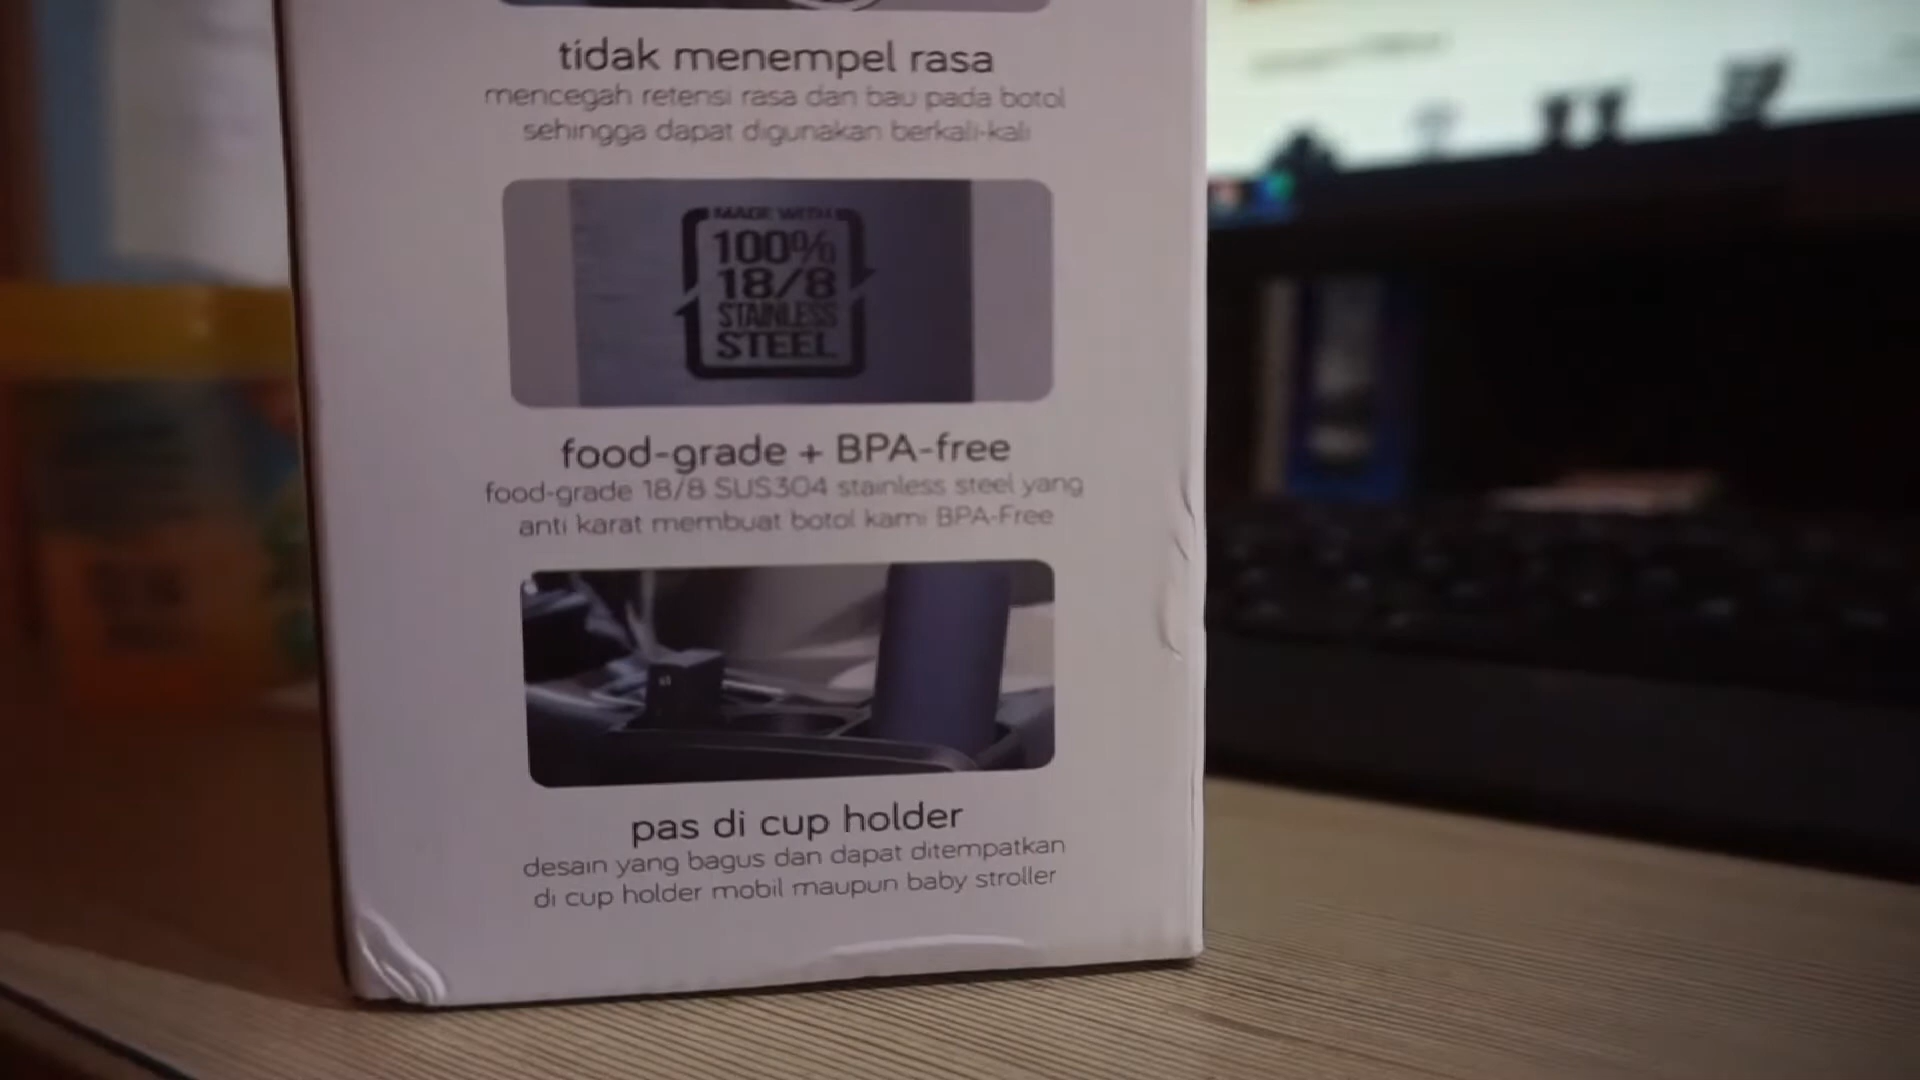 tidak menempel rasa
mencegah retensi rasa dan bau pada botol
sehingga dapat digunakan berkali-kali
MADE WITH
100%
18/8
STAINLESS
STEEL
food-grade + BPA-free
food-grade 18/8 SUS304 stainless steel yang
anti karat membuat botol kami BPA-Free
pas di cup holder
desain yang bagus dan dapat ditempatkan
di cup holder mobil maupun baby stroller